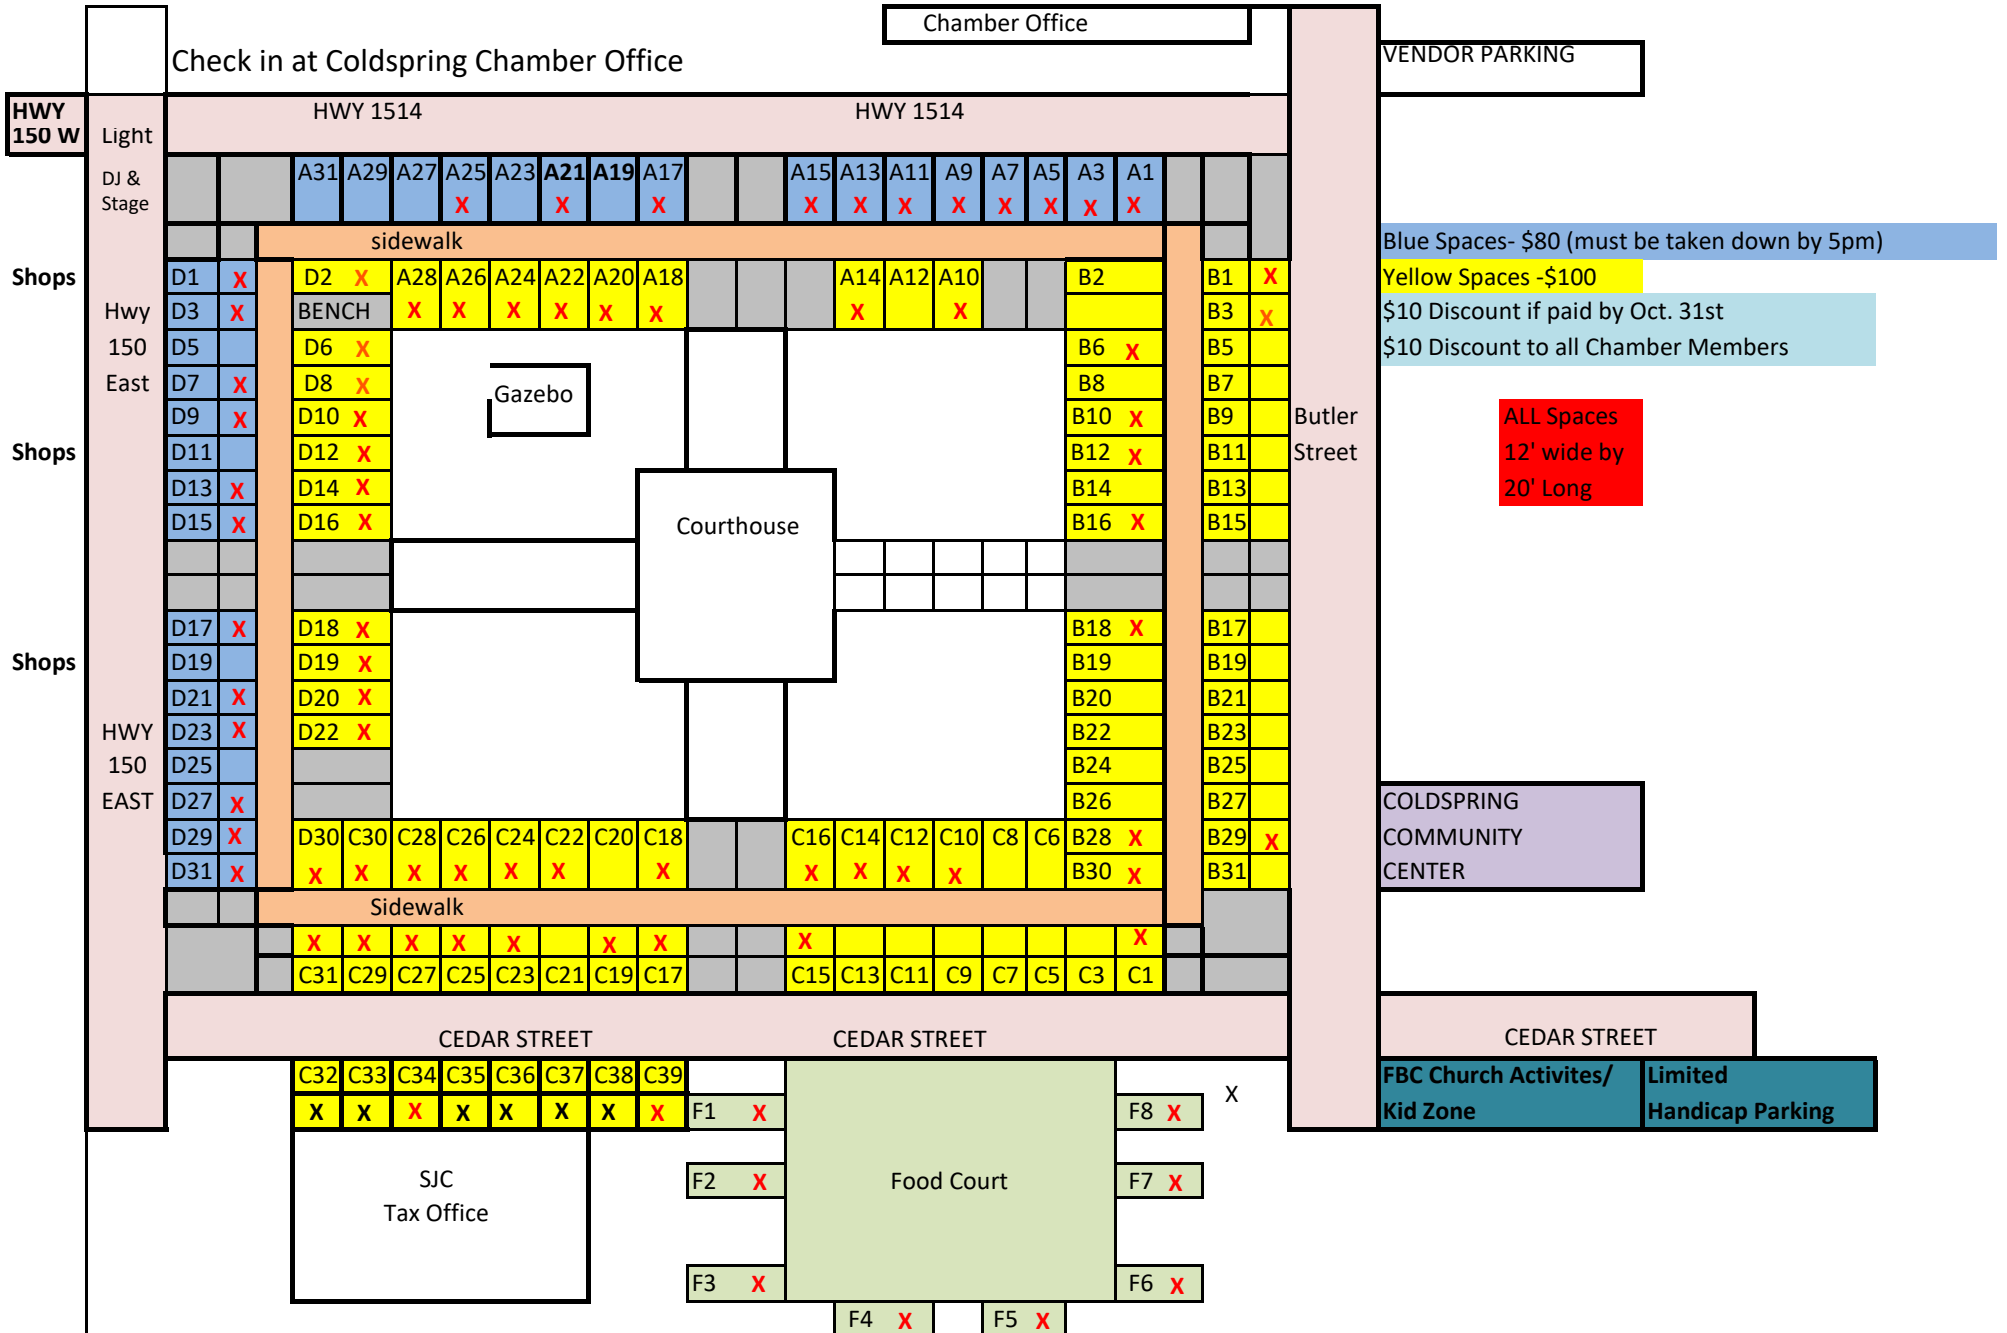 Chamber Office
Check in at Coldspring Chamber Office
VENDOR PARKING
HWY 150 W
Light
HWY 1514 HWY 1514
DJ & Stage
A31 A29 A27 A25 A23 A21 A19 A17 A15 A13 A11 A9 A7 A5 A3 A1
X X X X X X X X X X X
sidewalk
Blue Spaces- $80 (must be taken down by 5pm)
Shops D1 X D2 X A28 A26 A24 A22 A20 A18 A14 A12 A10 B2 B1 X
Yellow Spaces -$100
Hwy D3 X BENCH X X X X X X X X B3 X
$10 Discount if paid by Oct. 31st
150 D5 D6 X B6 X B5
$10 Discount to all Chamber Members
East D7 X D8 X Gazebo B8 B7
D9 X D10 X B10 X B9 Butler ALL Spaces
Shops D11 D12 X B12 X B11 Street 12' wide by
D13 X D14 X B14 B13 20' Long
D15 X D16 X Courthouse B16 X B15
D17 X D18 X B18 X B17
Shops D19 D19 X B19 B19
D21 X D20 X B20 B21
HWY D23 X D22 X B22 B23
150 D25 B24 B25
EAST D27 X B26 B27 COLDSPRING
D29 X D30 C30 C28 C26 C24 C22 C20 C18 C16 C14 C12 C10 C8 C6 B28 X B29 X COMMUNITY
D31 X X X X X X X X X X X X B30 X B31 CENTER
Sidewalk
X X X X X X X X X
C31 C29 C27 C25 C23 C21 C19 C17 C15 C13 C11 C9 C7 C5 C3 C1
CEDAR STREET CEDAR STREET CEDAR STREET
C32 C33 C34 C35 C36 C37 C38 C39
FBC Church Activites/ Kid Zone
Limited Handicap Parking
X X X X X X X X F1 X F8 X X
SJC
Tax Office
F2 X Food Court F7 X
F3 X F6 X
F4 X F5 X